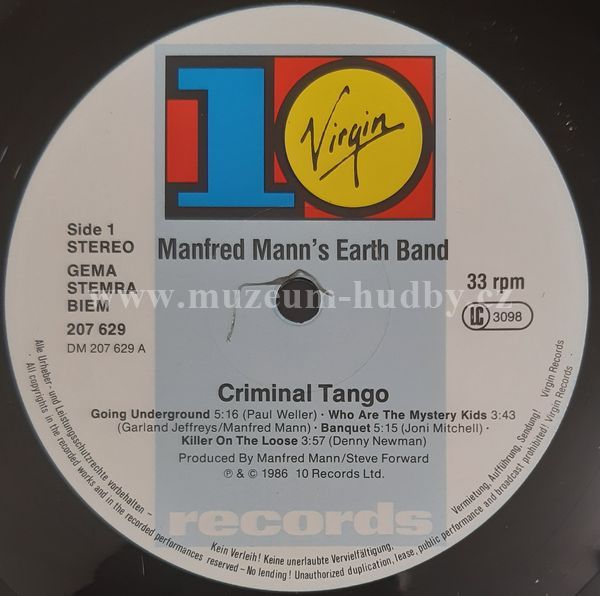 10
Virgin
Manfred Mann's Earth Band
Side 1
STEREO
GEMA
STEMRA
BIEM
207 629
DM 207 629 A
33 rpm
LC 3098
www.muzeum-hudby.cz
Criminal Tango
Going Underground 5:16 (Paul Weller) · Who Are The Mystery Kids 3:43
(Garland Jeffreys/Manfred Mann) · Banquet 5:15 (Joni Mitchell) ·
Killer On The Loose 3:57 (Denny Newman)
Produced By Manfred Mann/Steve Forward
℗ & © 1986 10 Records Ltd.
records
Alle Urheber- und Leistungsschutzrechte vorbehalten – Kein Verleih! Keine unerlaubte Vervielfältigung, Vermietung, Aufführung, Sendung! Virgin Records
All copyrights in the recorded works and in the recorded performances reserved – No lending! Unauthorized duplication, lease, public performance and broadcast prohibited! Virgin Records